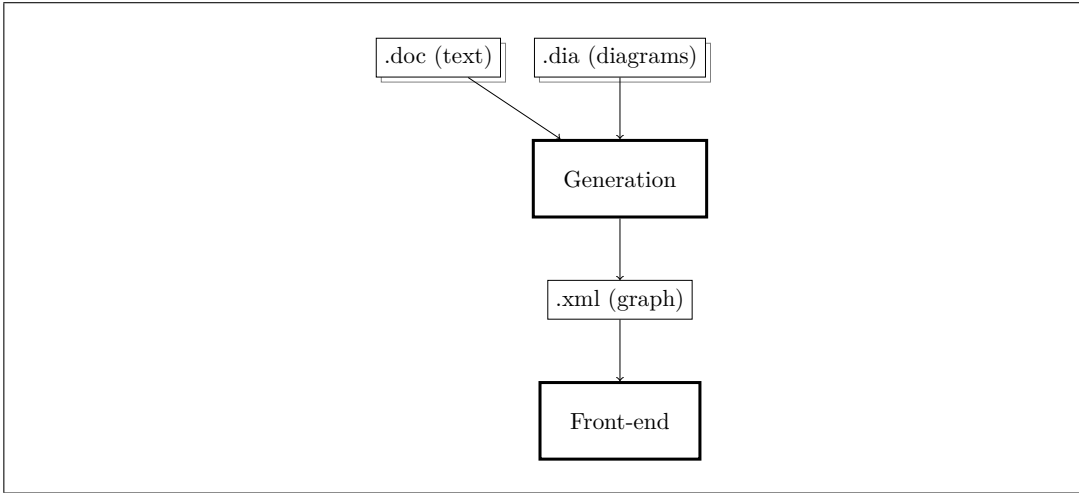 .doc (text)
.dia (diagrams)
Generation
.xml (graph)
Front-end